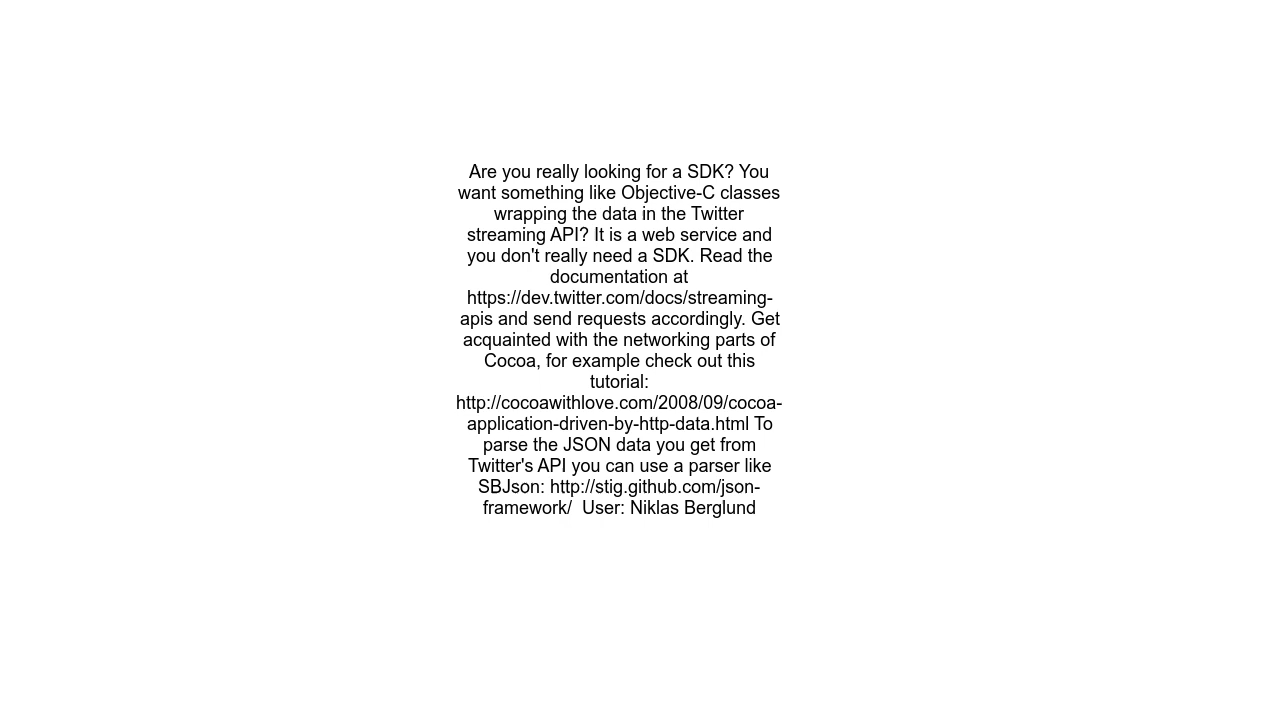 Are you really looking for a SDK? You
want something like Objective-C classes
wrapping the data in the Twitter
streaming API? It is a web service and
you don't really need a SDK. Read the
documentation at
https://dev.twitter.com/docs/streaming-
apis and send requests accordingly. Get
acquainted with the networking parts of
Cocoa, for example check out this
tutorial:
http://cocoawithlove.com/2008/09/cocoa-
application-driven-by-http-data.html To
parse the JSON data you get from
Twitter's API you can use a parser like
SBJson: http://stig.github.com/json-
framework/  User: Niklas Berglund